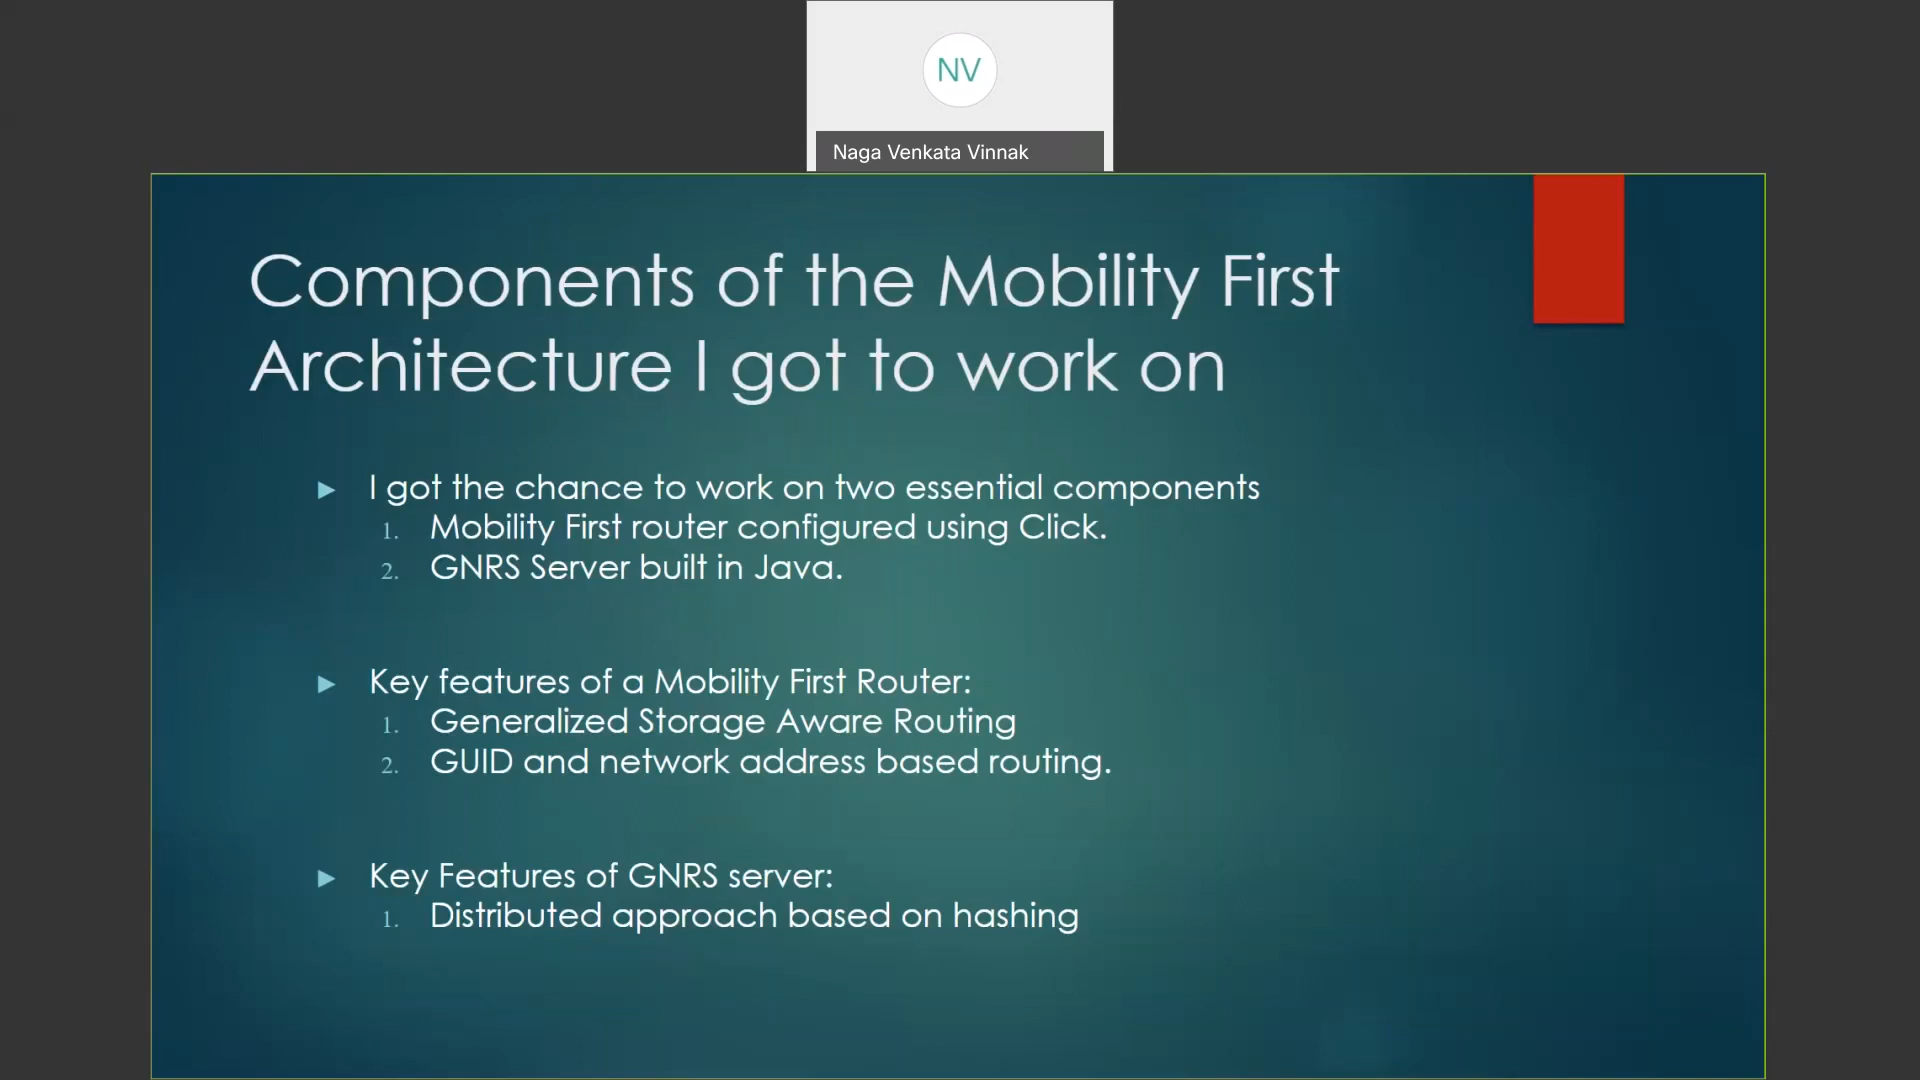 NV
Naga Venkata Vinnak
Components of the Mobility First
Architecture I got to work on
► I got the chance to work on two essential components
1. Mobility First router configured using Click.
2. GNRS Server built in Java.
► Key features of a Mobility First Router:
1. Generalized Storage Aware Routing
2. GUID and network address based routing.
► Key Features of GNRS server:
1. Distributed approach based on hashing